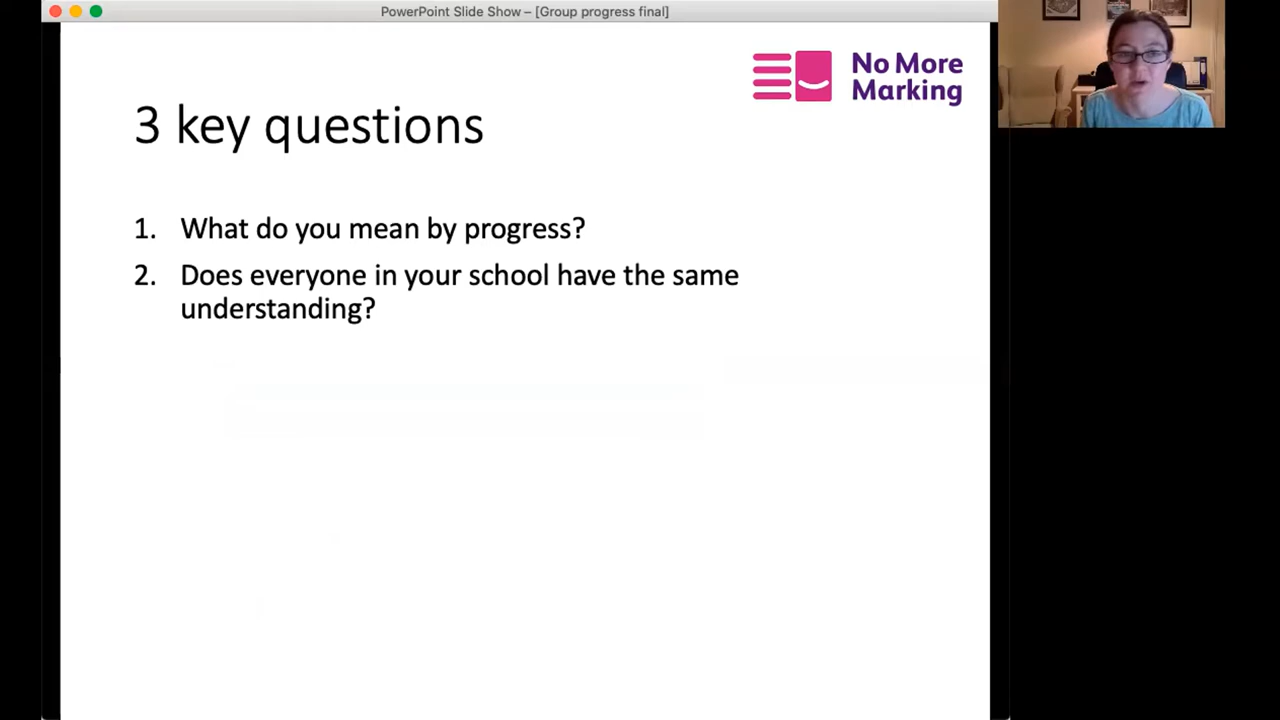 PowerPoint Slide Show – [Group progress final]
No More
Marking
3 key questions
1. What do you mean by progress?
2. Does everyone in your school have the same
understanding?